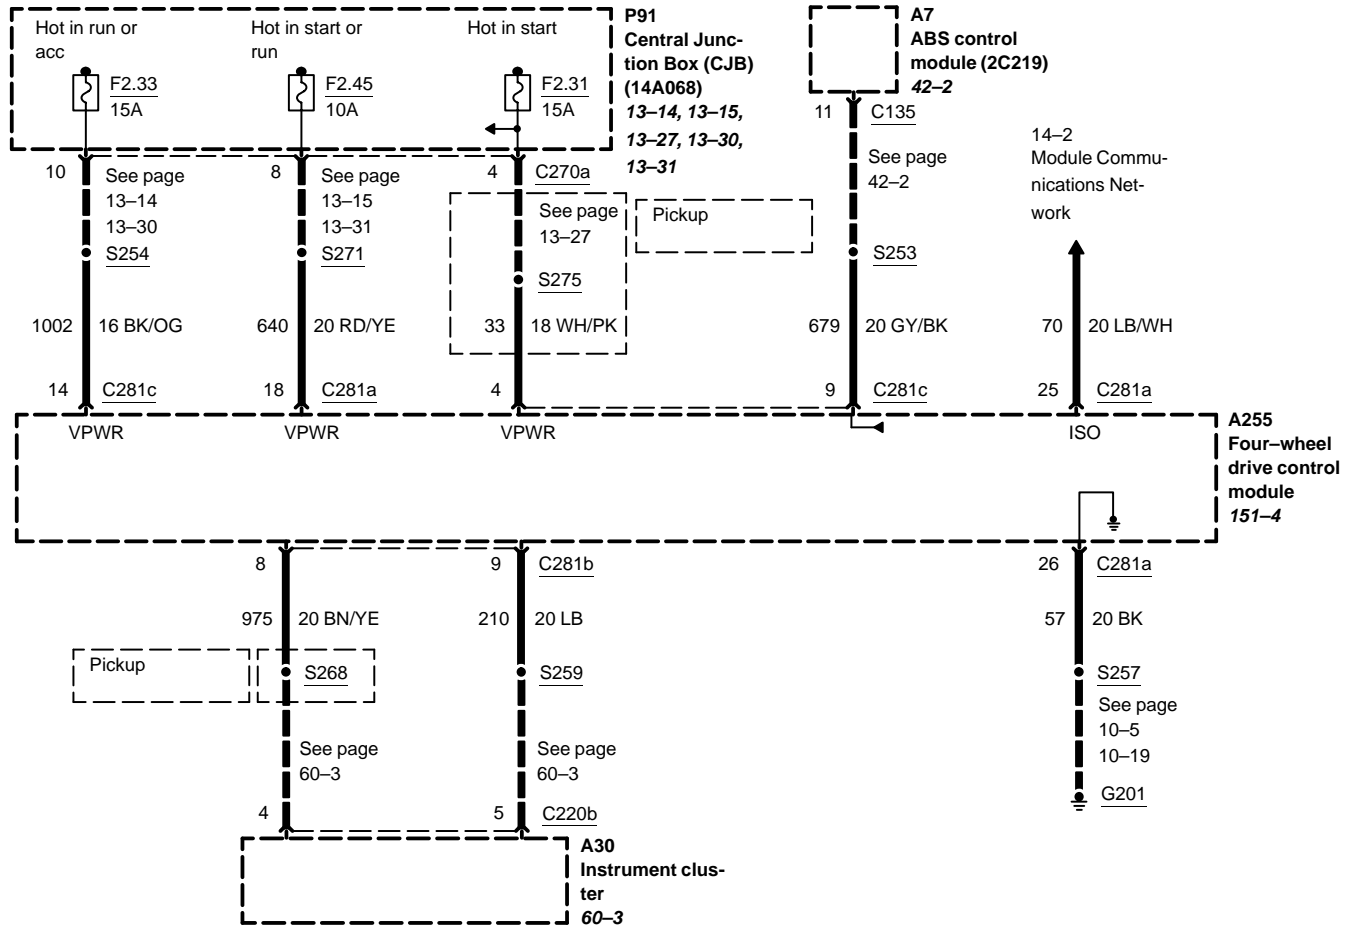 Hot in run or
acc
Hot in start or
run
Hot in start
F2.33
15A
F2.45
10A
F2.31
15A
P91
Central Junc-
tion Box (CJB)
(14A068)
13–14, 13–15,
13–27, 13–30,
13–31
A7
ABS control
module (2C219)
42–2
11
C135
See page
42–2
14–2
Module Commu-
nications Net-
work
10
See page
13–14
13–30
8
See page
13–15
13–31
4
C270a
See page
13–27
Pickup
S254
S271
S275
S253
1002
16 BK/OG
640
20 RD/YE
33
18 WH/PK
679
20 GY/BK
70
20 LB/WH
14
C281c
18
C281a
4
9
C281c
25
C281a
VPWR
VPWR
VPWR
ISO
A255
Four–wheel
drive control
module
151–4
8
9
C281b
26
C281a
975
20 BN/YE
210
20 LB
57
20 BK
Pickup
S268
S259
S257
See page
10–5
10–19
See page
60–3
See page
60–3
G201
4
5
C220b
A30
Instrument clus-
ter
60–3